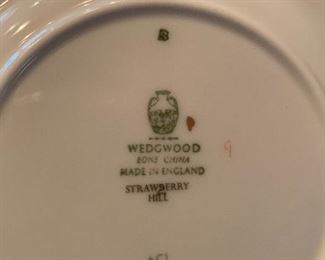 WEDGWOOD
BONE CHINA
MADE IN ENGLAND
STRAWBERRY
HILL